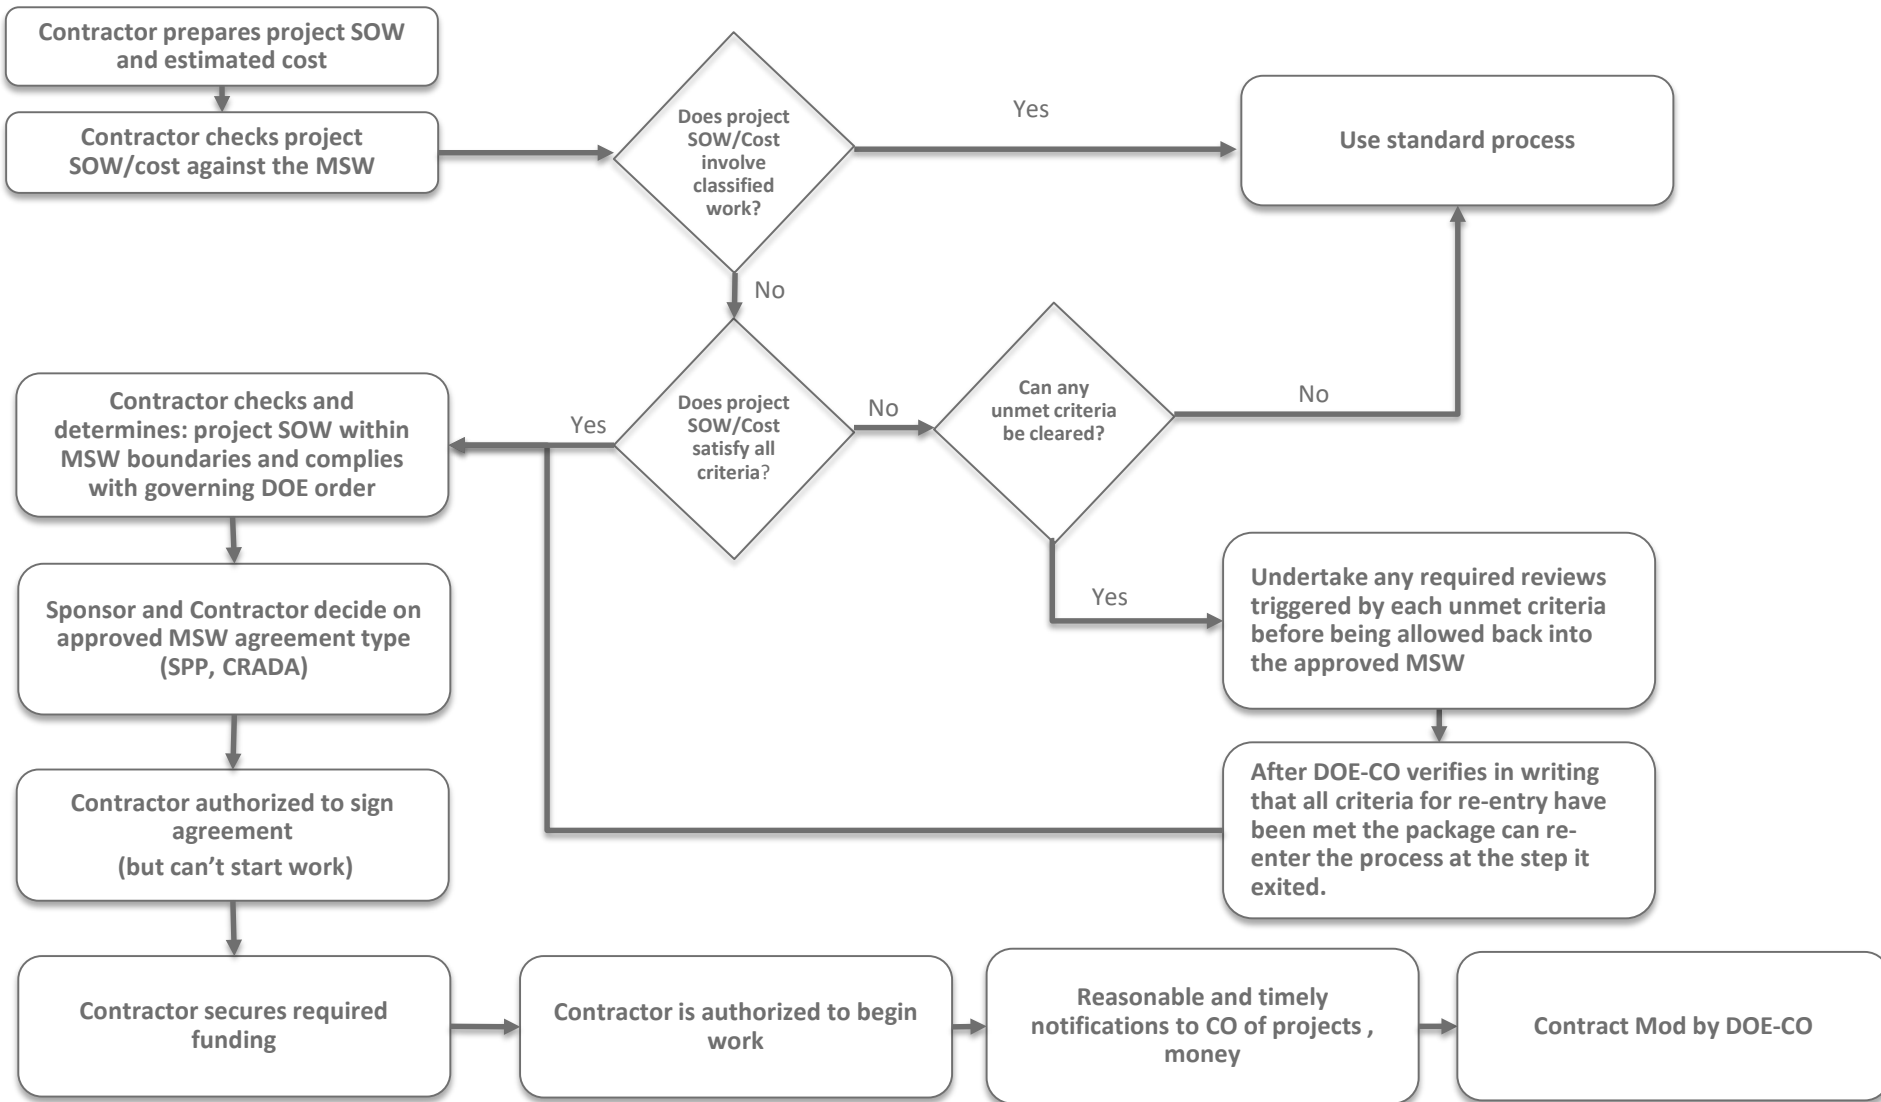 Contractor prepares project SOW
and estimated cost
Contractor checks project
SOW/cost against the MSW
Does project
SOW/Cost
involve
classified
work?
Yes
Use standard process
No
Contractor checks and
determines: project SOW within
MSW boundaries and complies
with governing DOE order
Yes
Does project
SOW/Cost
satisfy all
criteria?
No
Can any
unmet criteria
be cleared?
No
Yes
Undertake any required reviews
triggered by each unmet criteria
before being allowed back into
the approved MSW
Sponsor and Contractor decide on
approved MSW agreement type
(SPP, CRADA)
After DOE-CO verifies in writing
that all criteria for re-entry have
been met the package can re-
enter the process at the step it
exited.
Contractor authorized to sign
agreement
(but can’t start work)
Contractor secures required
funding
Contractor is authorized to begin
work
Reasonable and timely
notifications to CO of projects ,
money
Contract Mod by DOE-CO